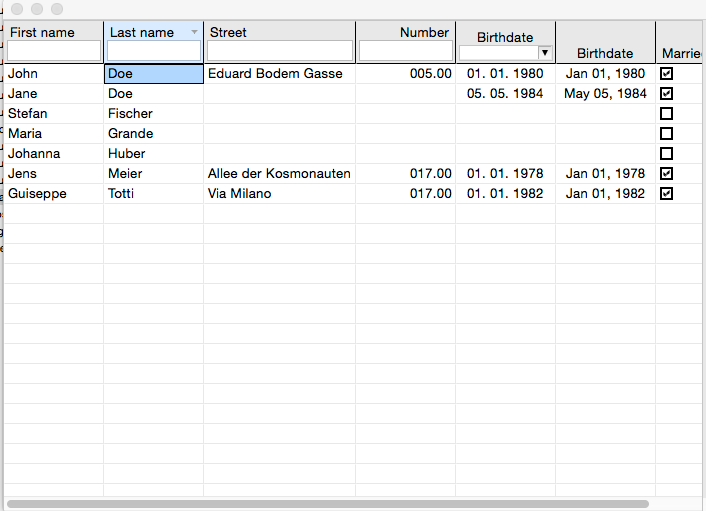 First name Last name Street Number Birthdate Birthdate
John Doe Eduard Bodem Gasse 005.00 01. 01. 1980 Jan 01, 1980
Jane Doe 05. 05. 1984 May 05, 1984
Stefan Fischer
Maria Grande
Johanna Huber
Jens Meier Allee der Kosmonauten 017.00 01. 01. 1978 Jan 01, 1978
Guiseppe Totti Via Milano 017.00 01. 01. 1982 Jan 01, 1982